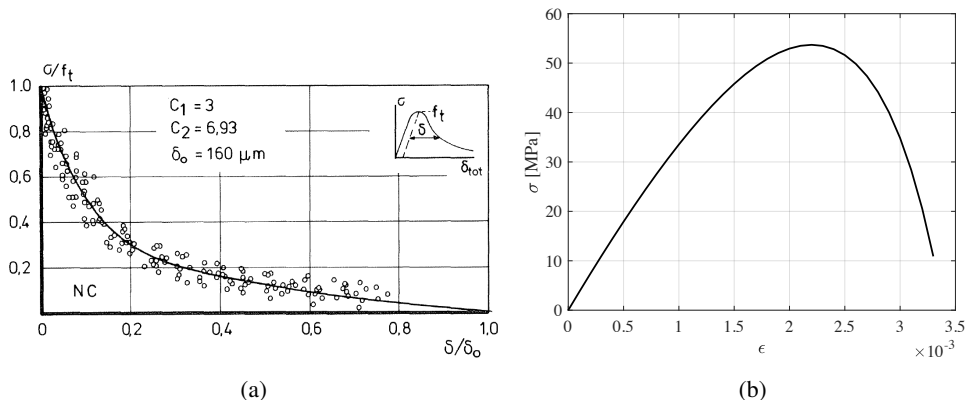 σ/f_t
1.0
0,8
0,6
0,4
0,2
0
0,2
0,4
0,6
0,8
1.0
δ/δ_o
C_1 = 3
C_2 = 6,93
δ_o = 160 μm
NC
σ
f_t
δ
δ_tot
(a)
60
50
40
30
20
10
0
σ [MPa]
0
0.5
1
1.5
2
2.5
3
3.5
×10^-3
ϵ
(b)